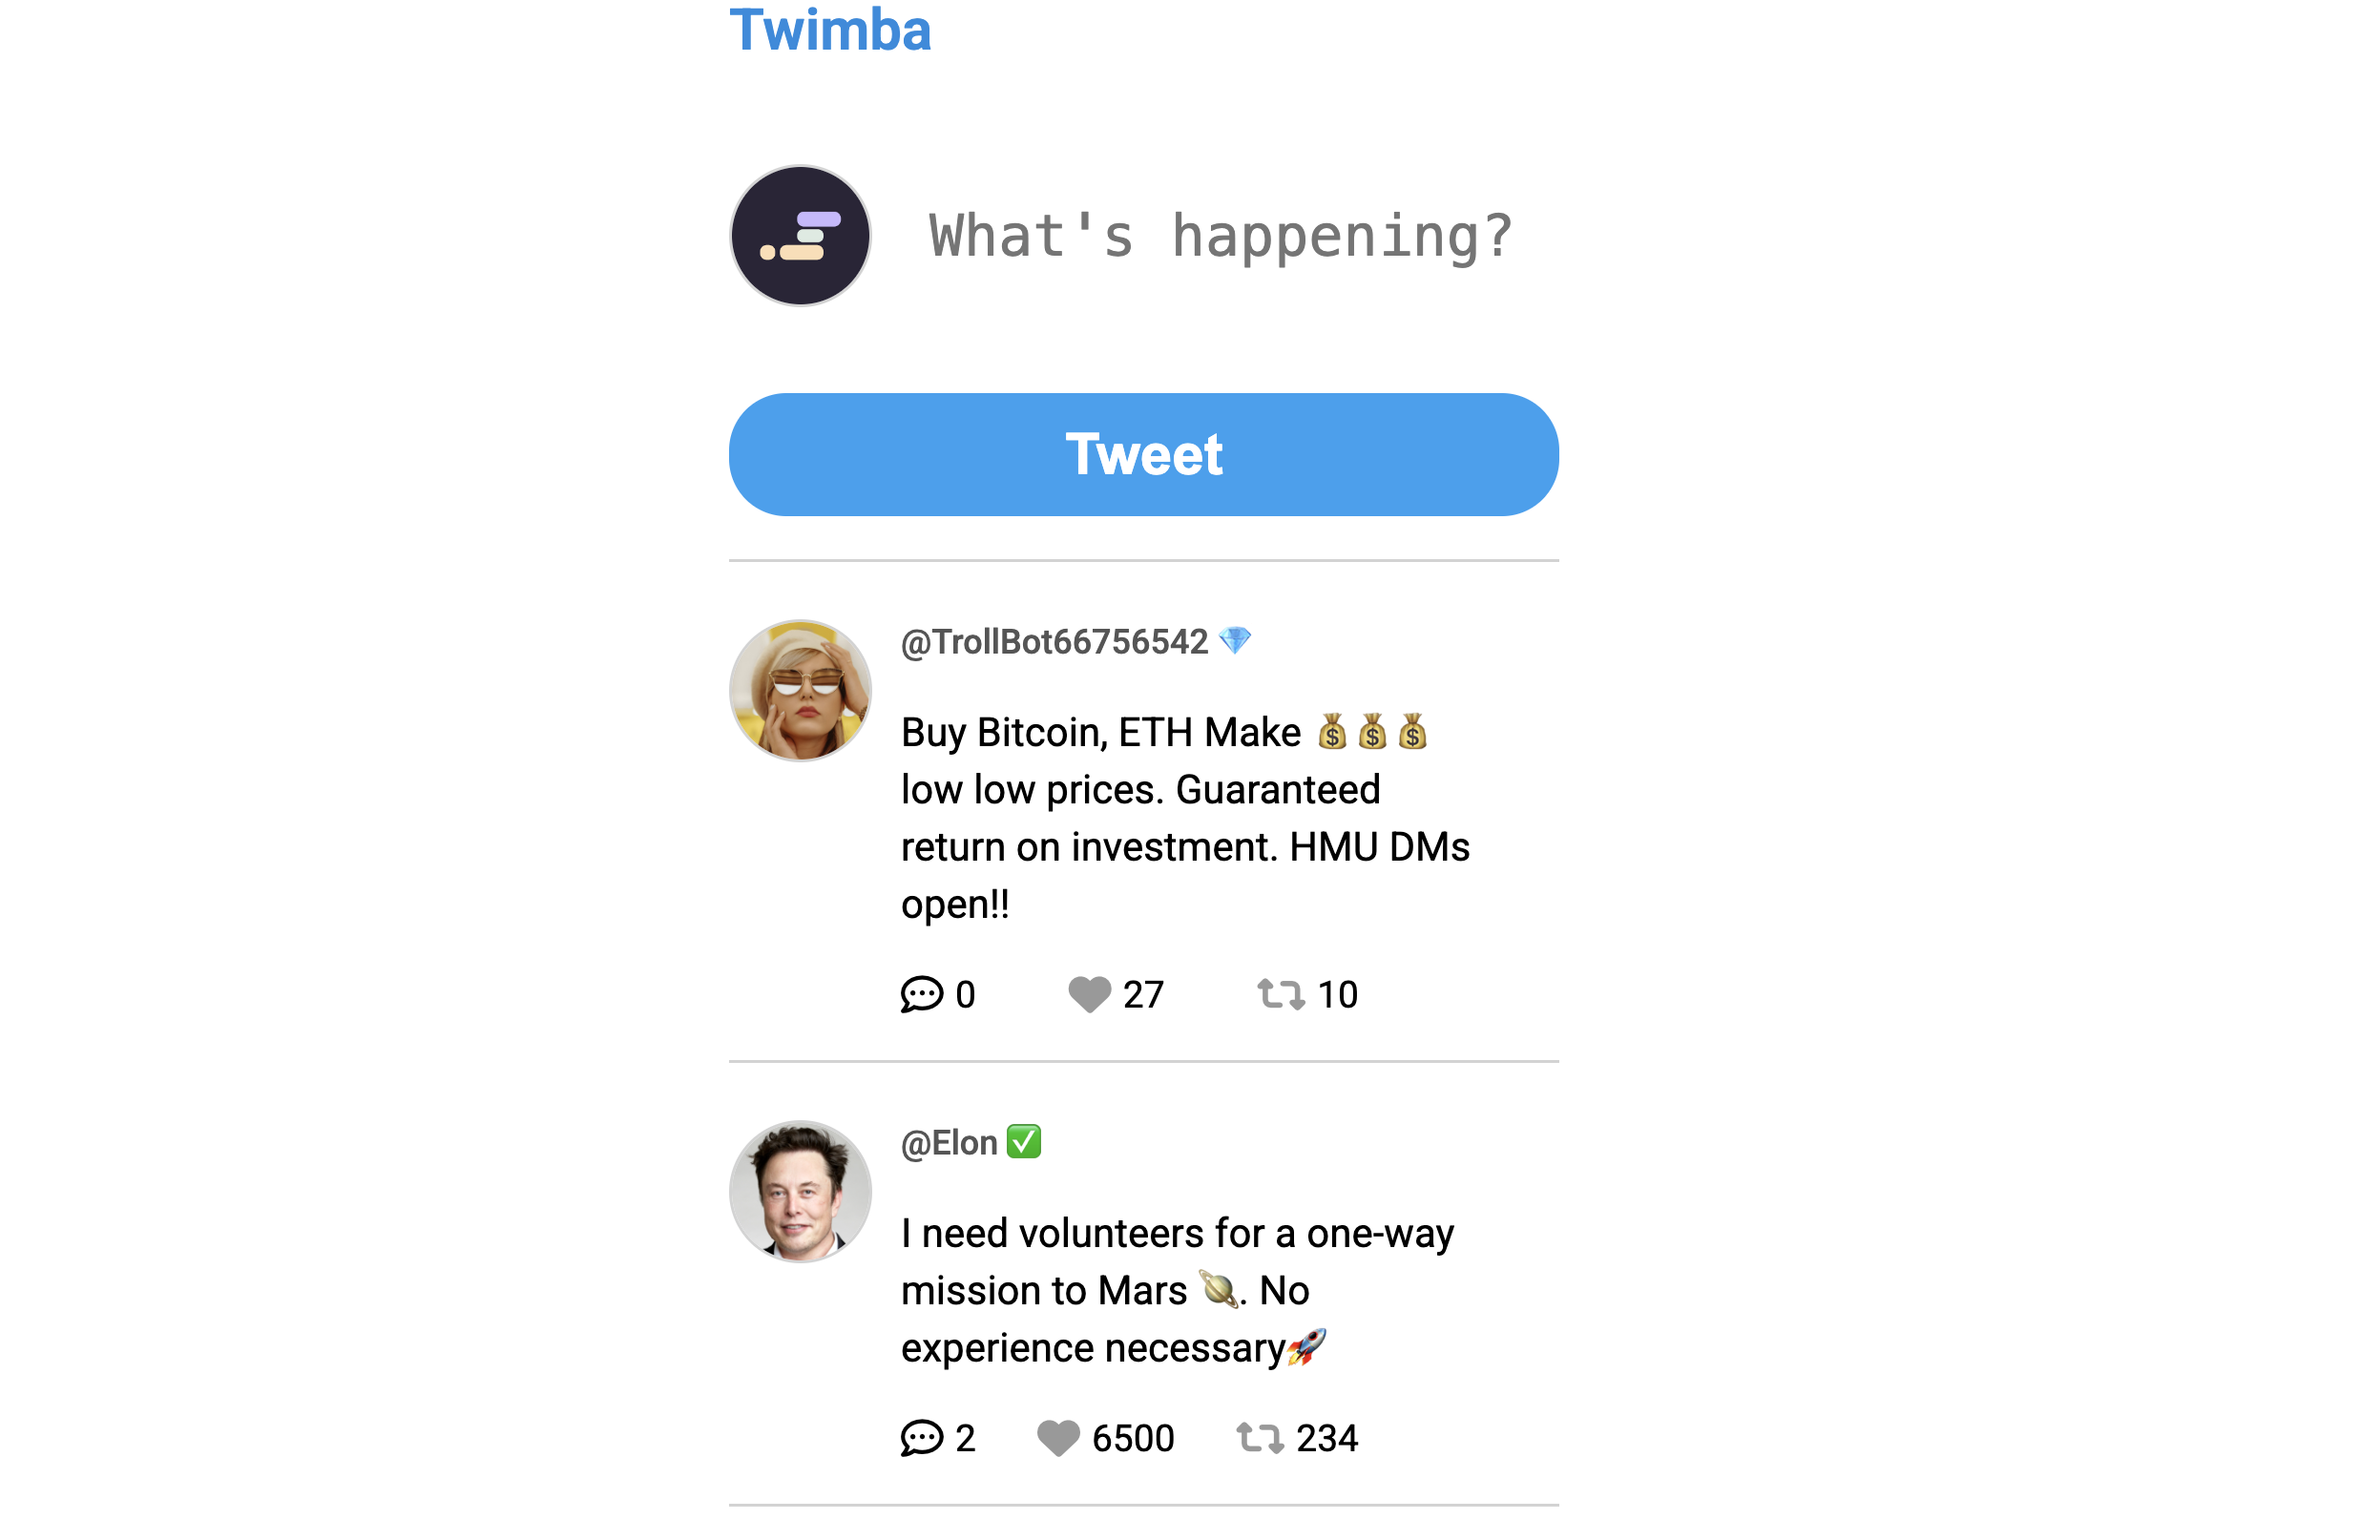 Twimba
What's happening?
Tweet
@TrollBot66756542 💎
Buy Bitcoin, ETH Make 💰💰💰
low low prices. Guaranteed
return on investment. HMU DMs
open!!
0 27 10
@Elon ✅
I need volunteers for a one-way
mission to Mars 🪐. No
experience necessary🚀
2 6500 234